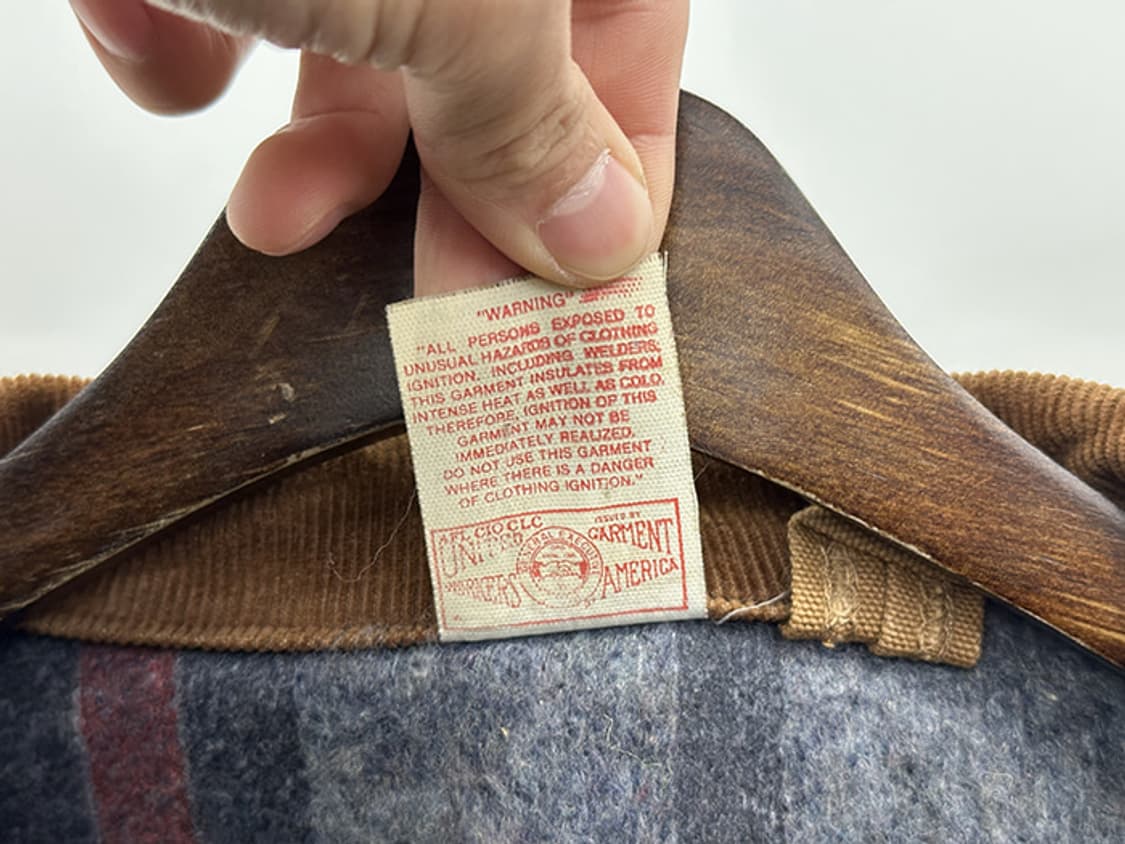 "WARNING"
"ALL PERSONS EXPOSED TO
UNUSUAL HAZARDS OF CLOTHING
IGNITION, INCLUDING WELDERS,
THIS GARMENT INSULATES FROM
INTENSE HEAT AS WELL AS COLD,
THEREFORE, IGNITION OF THIS
GARMENT MAY NOT BE
IMMEDIATELY REALIZED,
DO NOT USE THIS GARMENT
WHERE THERE IS A DANGER
OF CLOTHING IGNITION."
AFL CIO CLC
ISSUED BY
UNITED
GARMENT
AMERICA